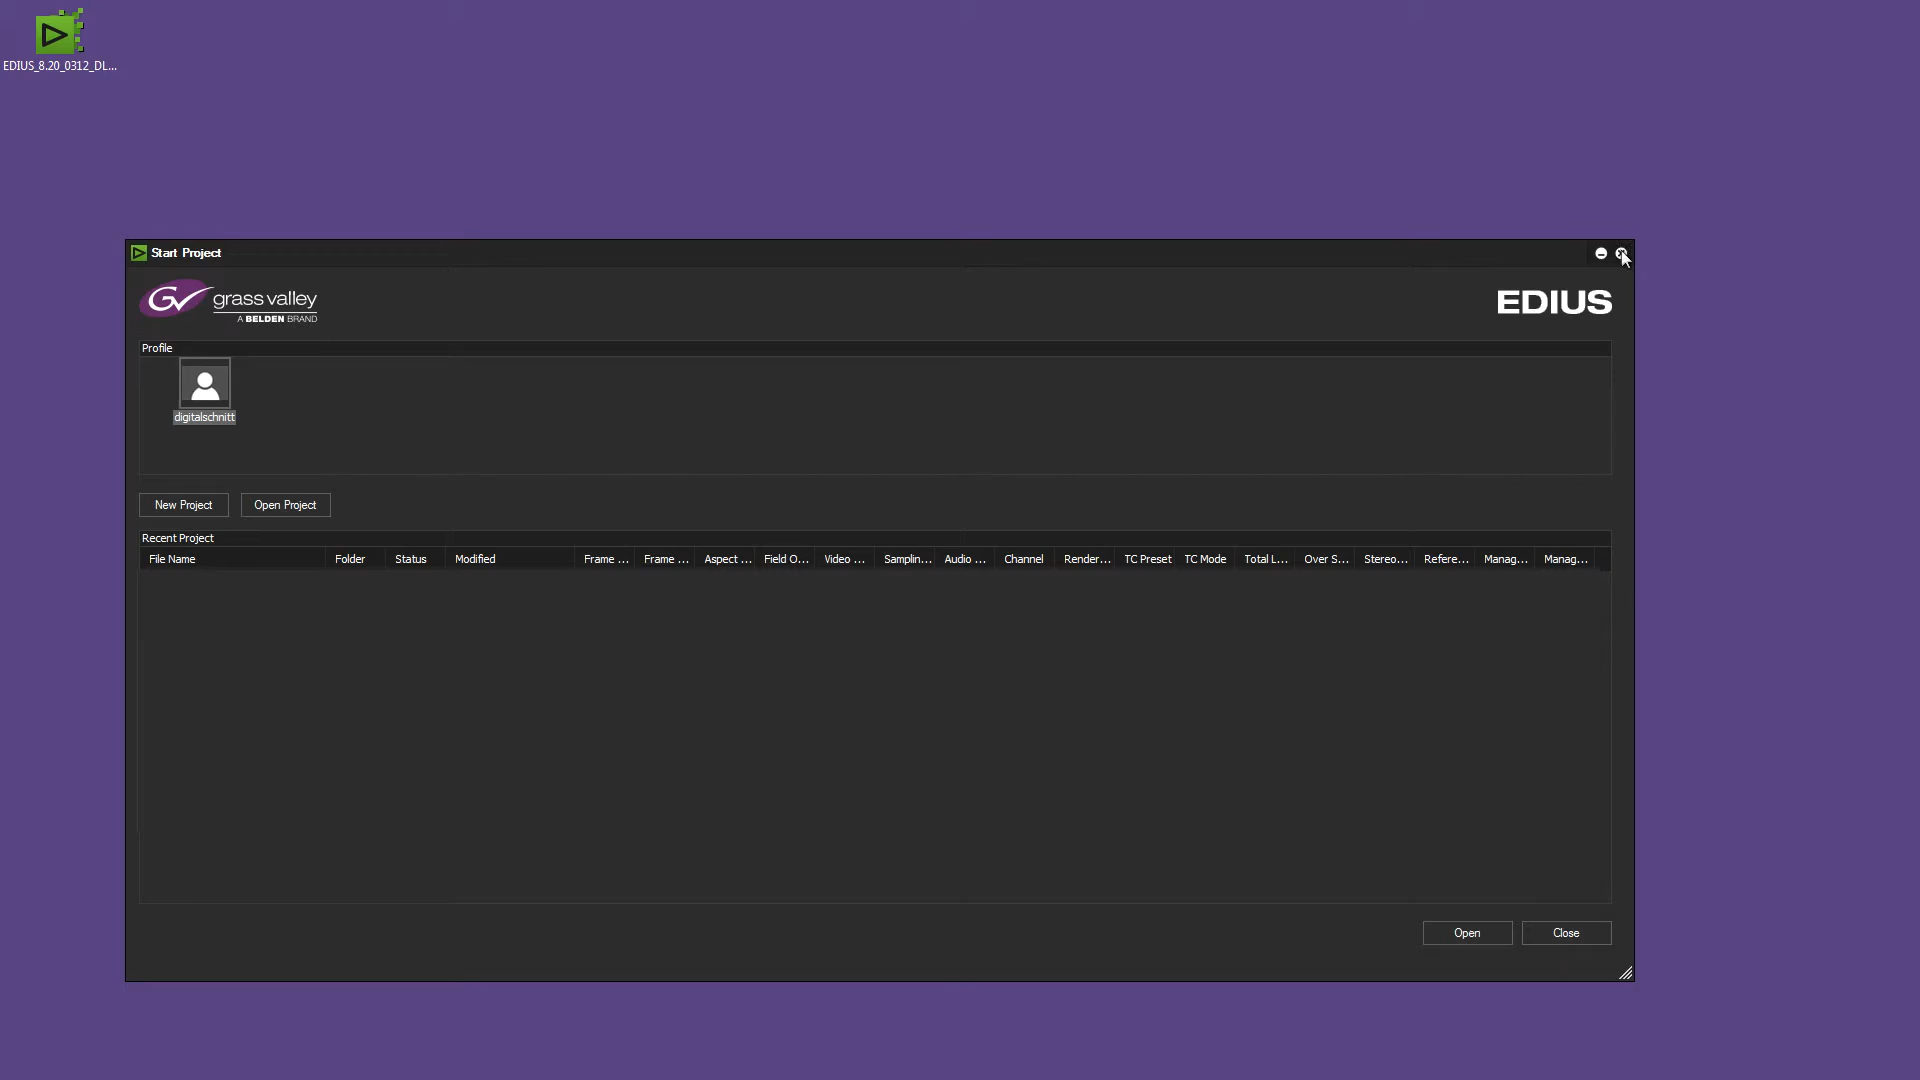 EDIUS_8.20_0312_DL...
Start Project
GV grass valley
A BELDEN BRAND
EDIUS
Profile
digitalschnitt
New Project
Open Project
Recent Project
File Name
Folder
Status
Modified
Frame ...
Frame ...
Aspect ...
Field O...
Video ...
Samplin...
Audio ...
Channel
Render...
TC Preset
TC Mode
Total L...
Over S...
Stereo...
Refere...
Manag...
Manag...
Open
Close